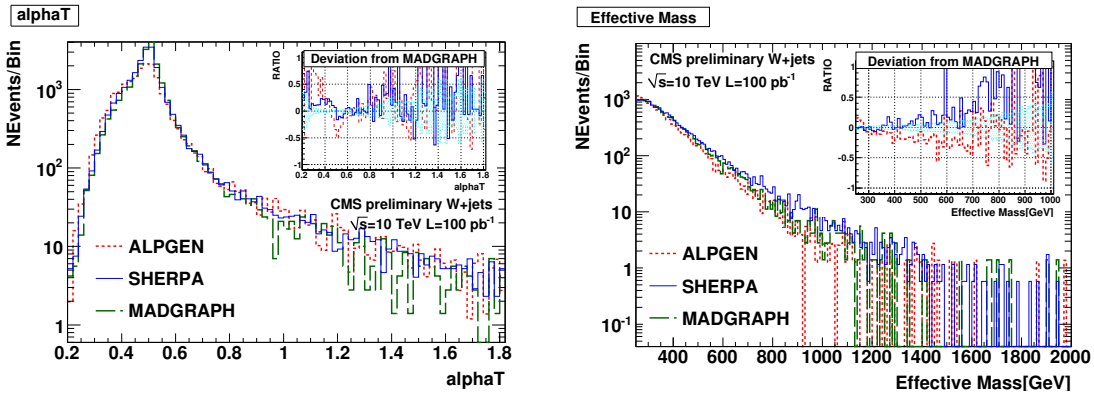 alphaT
NEvents/Bin
10³
10²
10
1
0.2 0.4 0.6 0.8 1 1.2 1.4 1.6 1.8
alphaT
Deviation from MADGRAPH
RATIO
1
0.5
0
-0.5
-1
0.2 0.4 0.6 0.8 1 1.2 1.4 1.6 1.8
alphaT
CMS preliminary W+jets
√s=10 TeV L=100 pb⁻¹
ALPGEN
SHERPA
MADGRAPH
Effective Mass
NEvents/Bin
10³
10²
10
1
10⁻¹
400 600 800 1000 1200 1400 1600 1800 2000
Effective Mass[GeV]
CMS preliminary W+jets
√s=10 TeV L=100 pb⁻¹
Deviation from MADGRAPH
RATIO
1
0.5
0
-0.5
-1
300 400 500 600 700 800 900 1000
Effective Mass[GeV]
ALPGEN
SHERPA
MADGRAPH